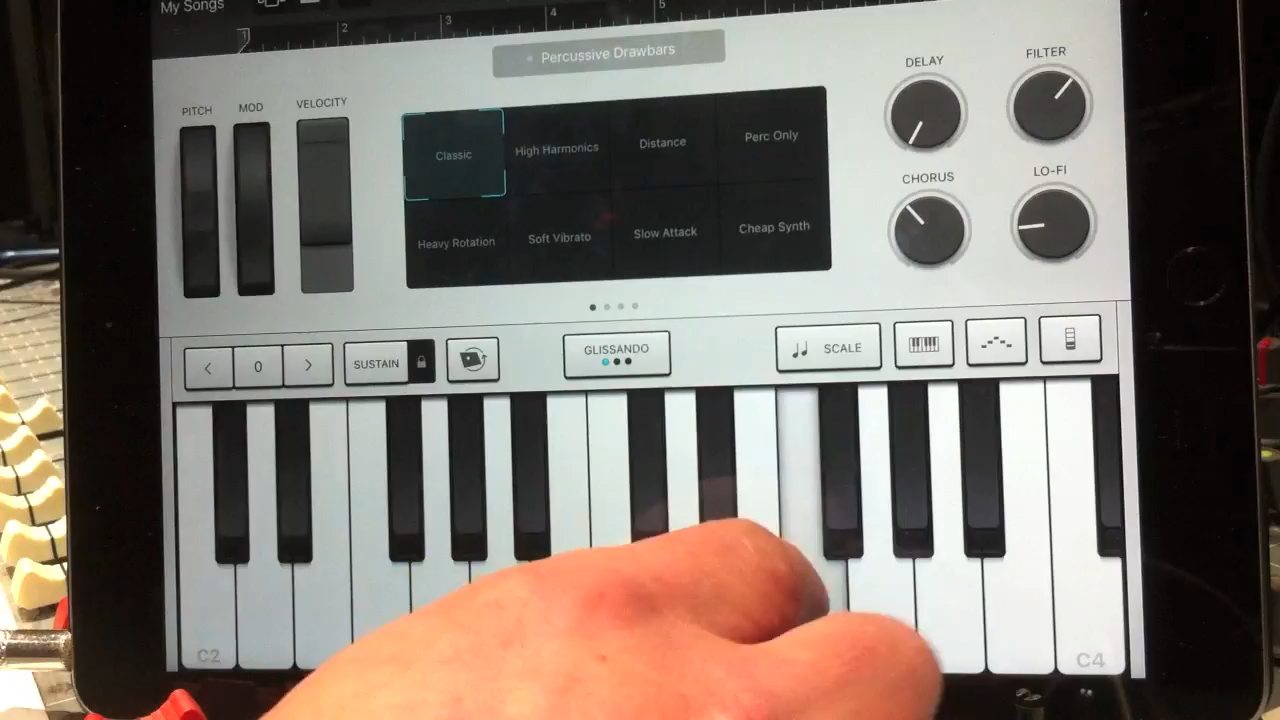 My Songs
1 2 3 4 5
Percussive Drawbars
PITCH MOD VELOCITY
DELAY FILTER
Classic High Harmonics Distance Perc Only
CHORUS LO-FI
Heavy Rotation Soft Vibrato Slow Attack Cheap Synth
< 0 > SUSTAIN GLISSANDO SCALE
C2 C4